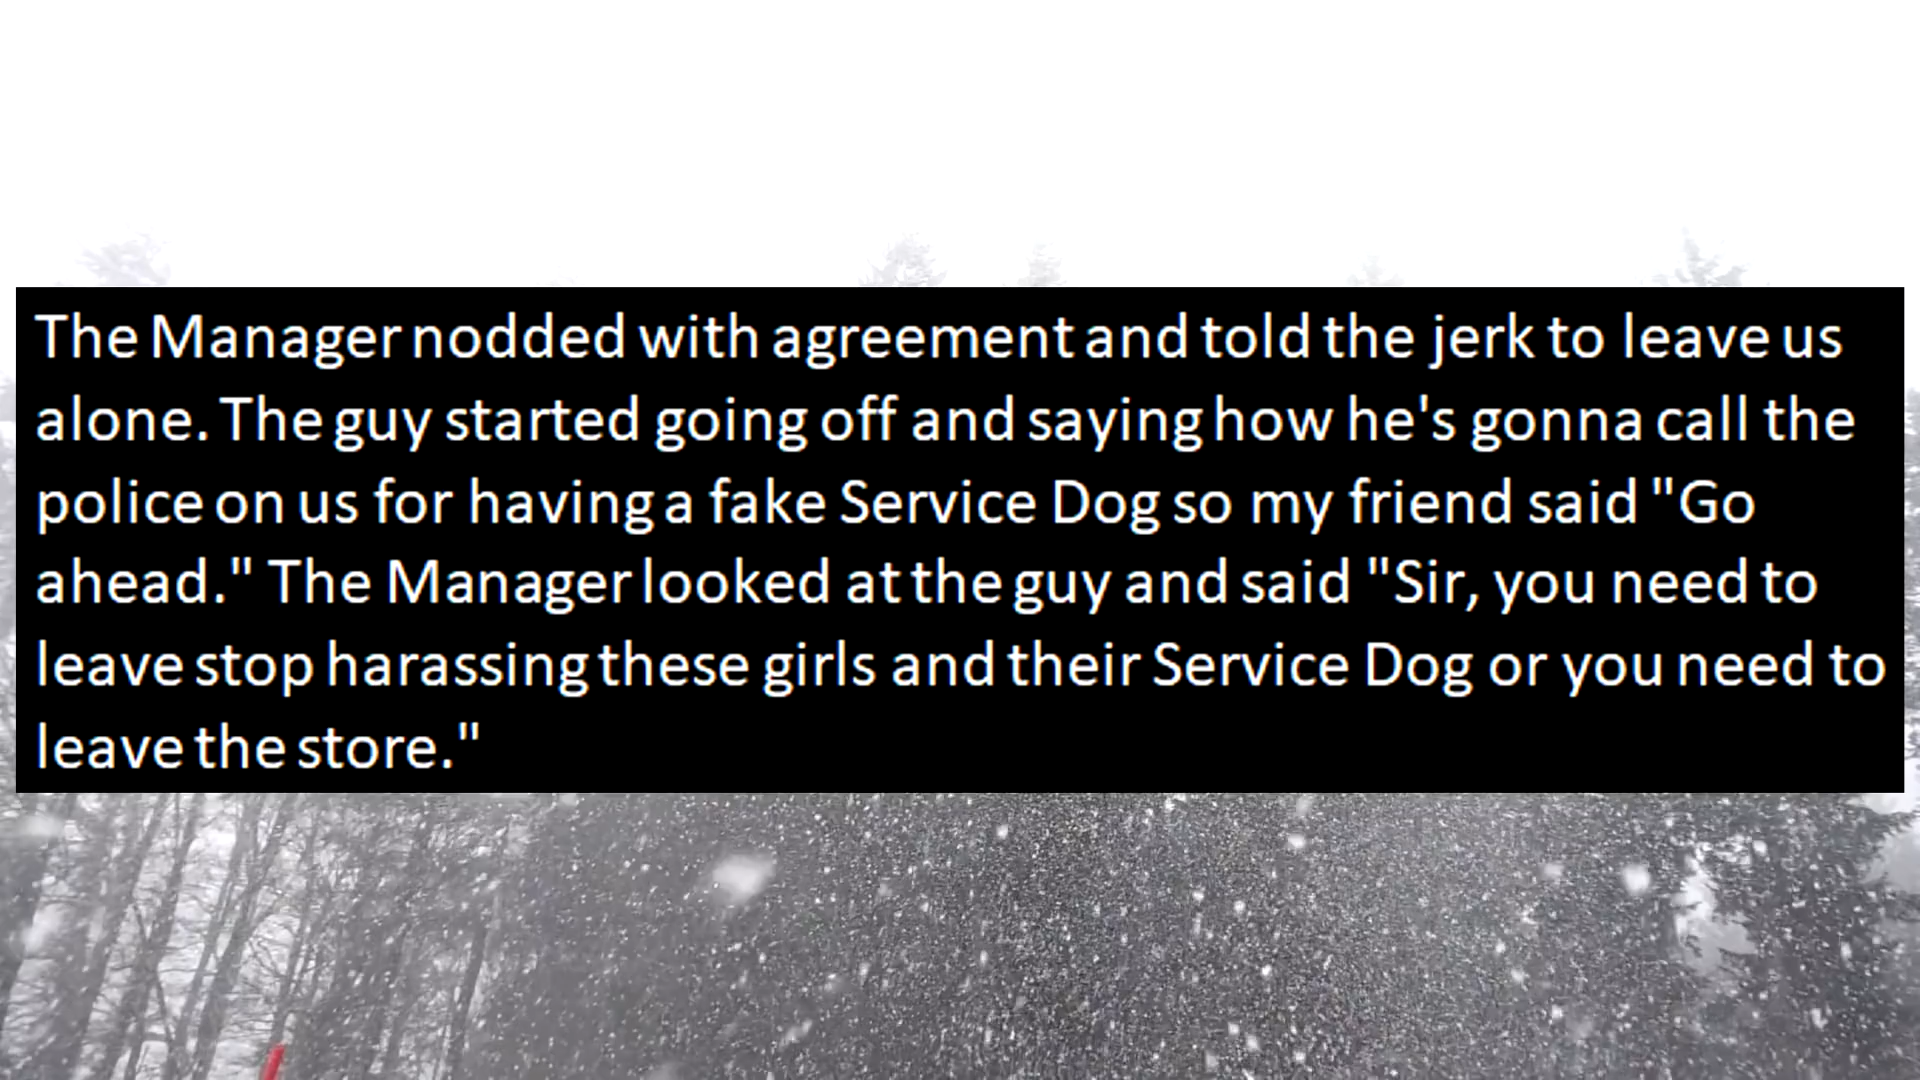 The Manager nodded with agreement and told the jerk to leave us
alone. The guy started going off and saying how he's gonna call the
police on us for having a fake Service Dog so my friend said "Go
ahead." The Manager looked at the guy and said "Sir, you need to
leave stop harassing these girls and their Service Dog or you need to
leave the store."